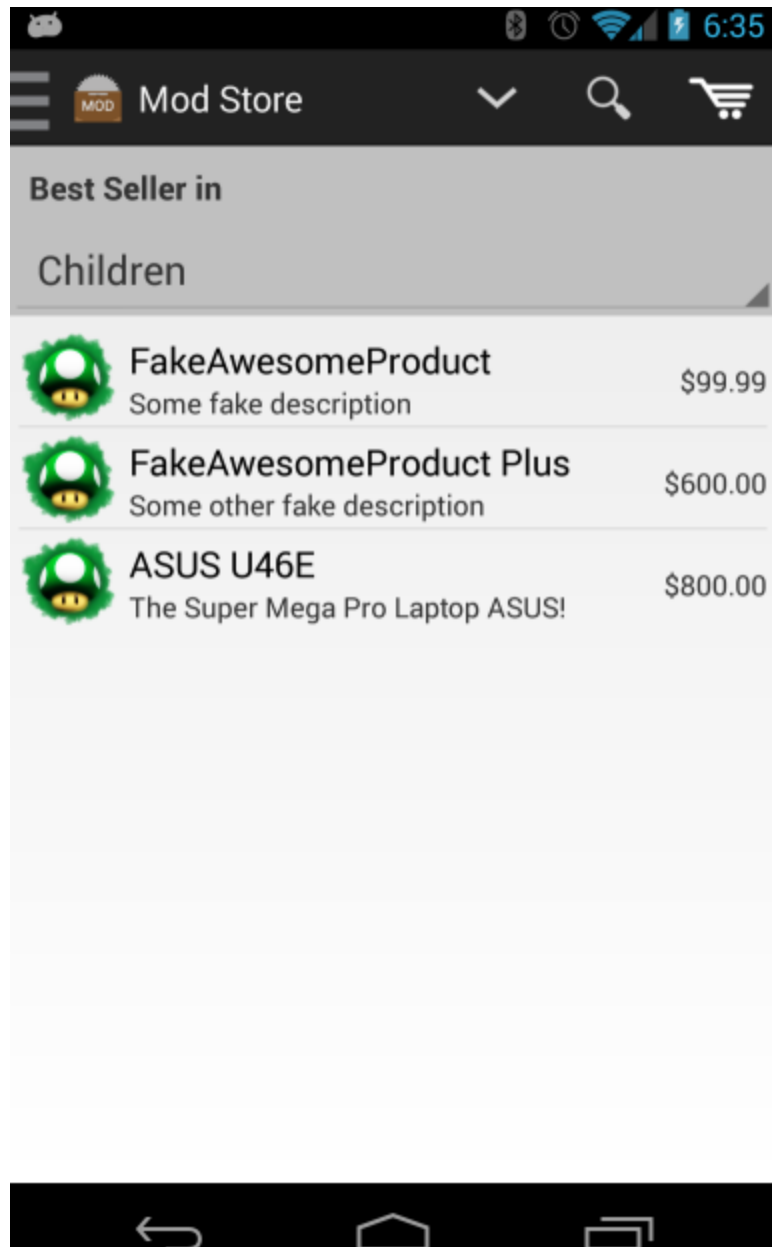 6:35
MOD
Mod Store
Best Seller in
Children
FakeAwesomeProduct
Some fake description
$99.99
FakeAwesomeProduct Plus
Some other fake description
$600.00
ASUS U46E
The Super Mega Pro Laptop ASUS!
$800.00